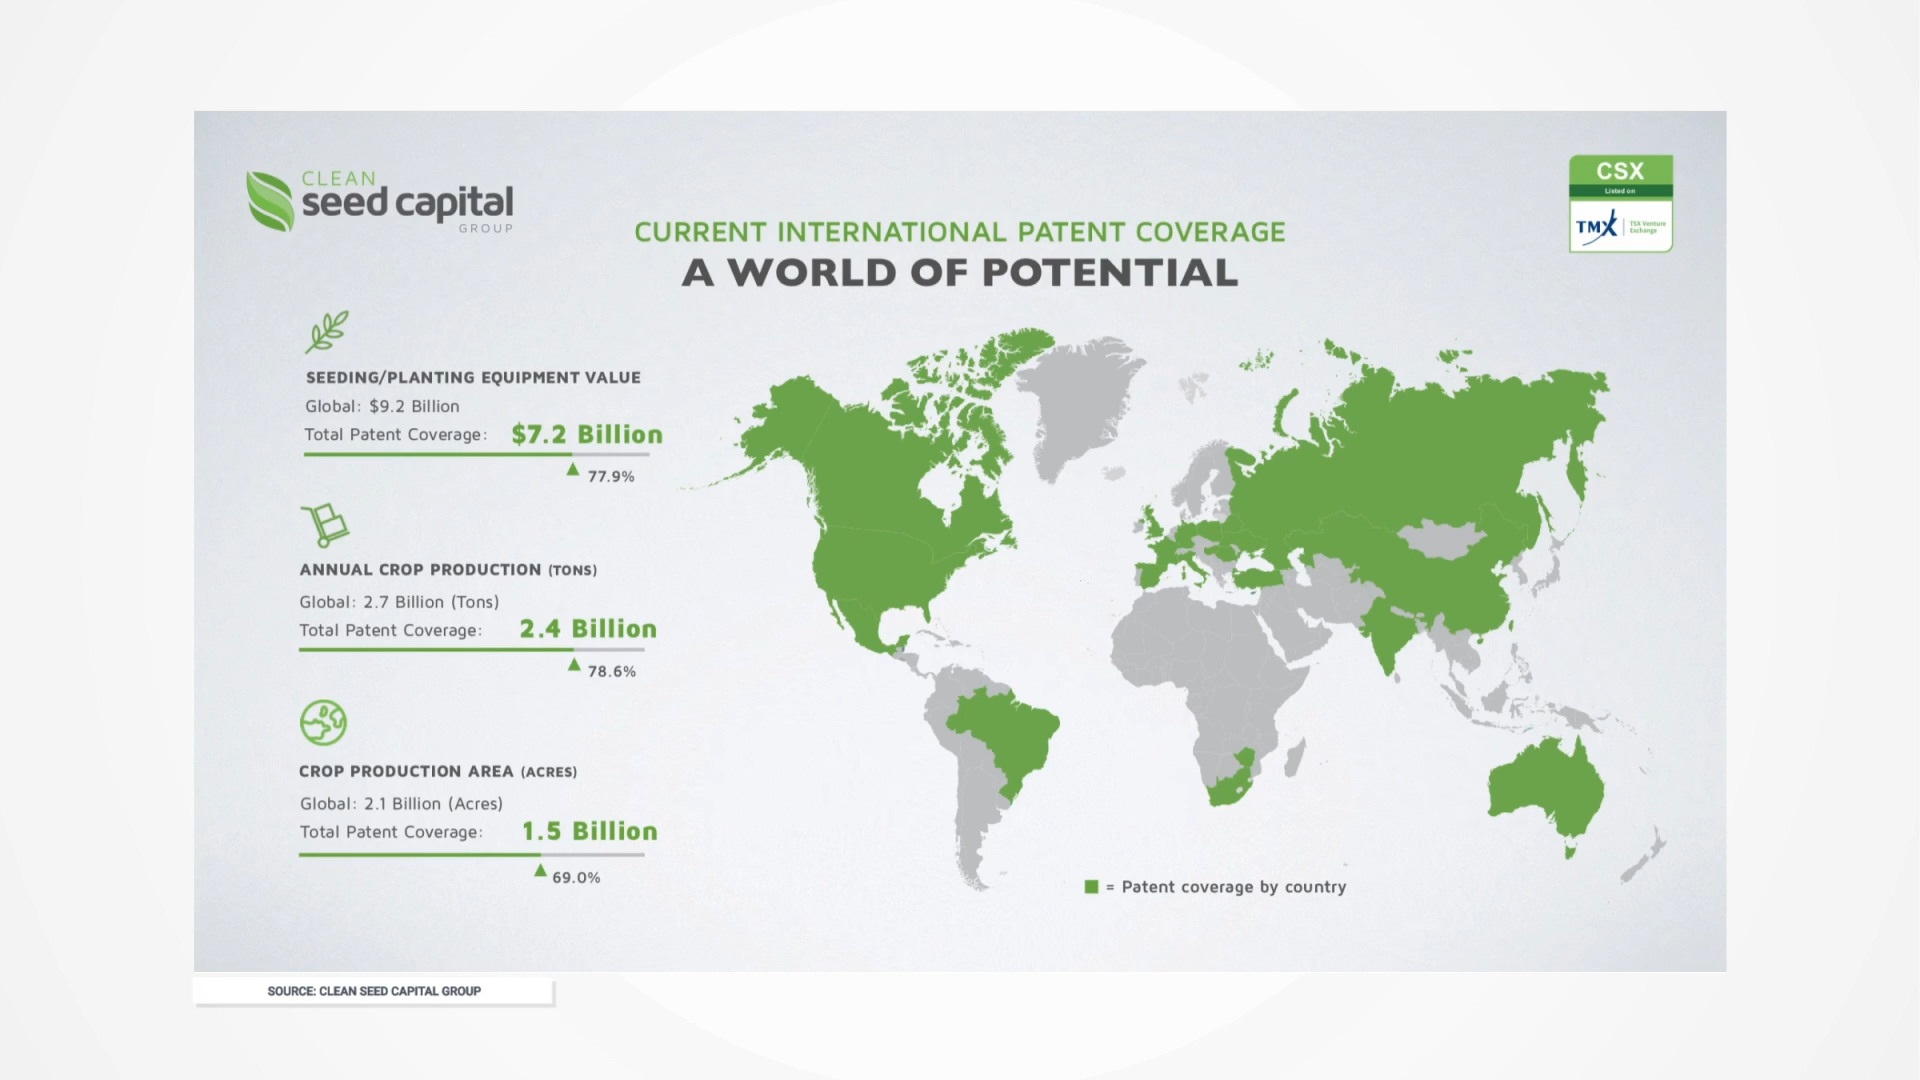 CLEAN
seed capital
GROUP
CSX
Listed on
TMX
TSX Venture
Exchange
CURRENT INTERNATIONAL PATENT COVERAGE
A WORLD OF POTENTIAL
SEEDING/PLANTING EQUIPMENT VALUE
Global: $9.2 Billion
Total Patent Coverage: $7.2 Billion
77.9%
ANNUAL CROP PRODUCTION (TONS)
Global: 2.7 Billion (Tons)
Total Patent Coverage: 2.4 Billion
78.6%
CROP PRODUCTION AREA (ACRES)
Global: 2.1 Billion (Acres)
Total Patent Coverage: 1.5 Billion
69.0%
= Patent coverage by country
SOURCE: CLEAN SEED CAPITAL GROUP